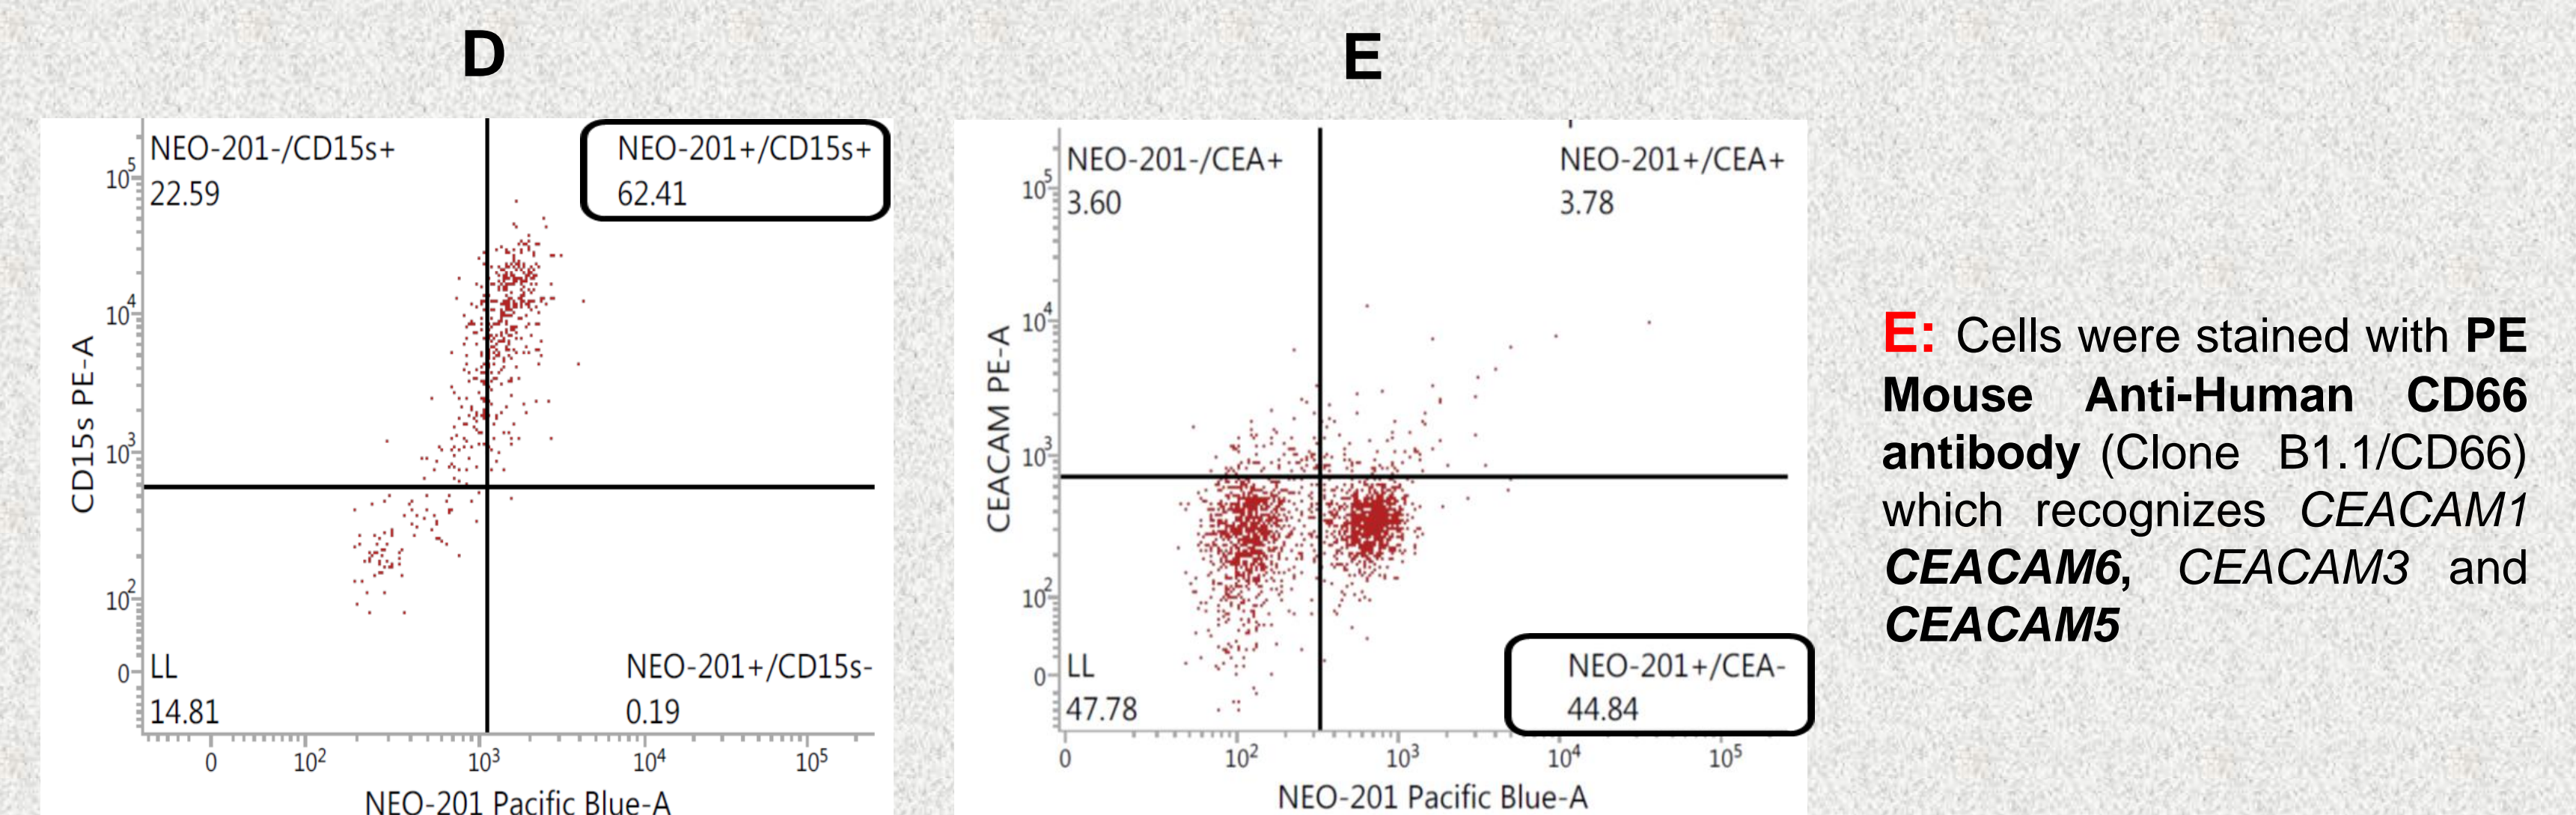 D
NEO-201-/CD15s+
22.59
NEO-201+/CD15s+
62.41
10^5
10^4
10^3
10^2
0
CD15s PE-A
LL
14.81
NEO-201+/CD15s-
0.19
0
10^2
10^3
10^4
10^5
NEO-201 Pacific Blue-A
E
NEO-201-/CEA+
3.60
NEO-201+/CEA+
3.78
10^5
10^4
10^3
10^2
0
CEACAM PE-A
LL
47.78
NEO-201+/CEA-
44.84
0
10^2
10^3
10^4
10^5
NEO-201 Pacific Blue-A
E: Cells were stained with PE
Mouse Anti-Human CD66
antibody (Clone B1.1/CD66)
which recognizes CEACAM1
CEACAM6, CEACAM3 and
CEACAM5